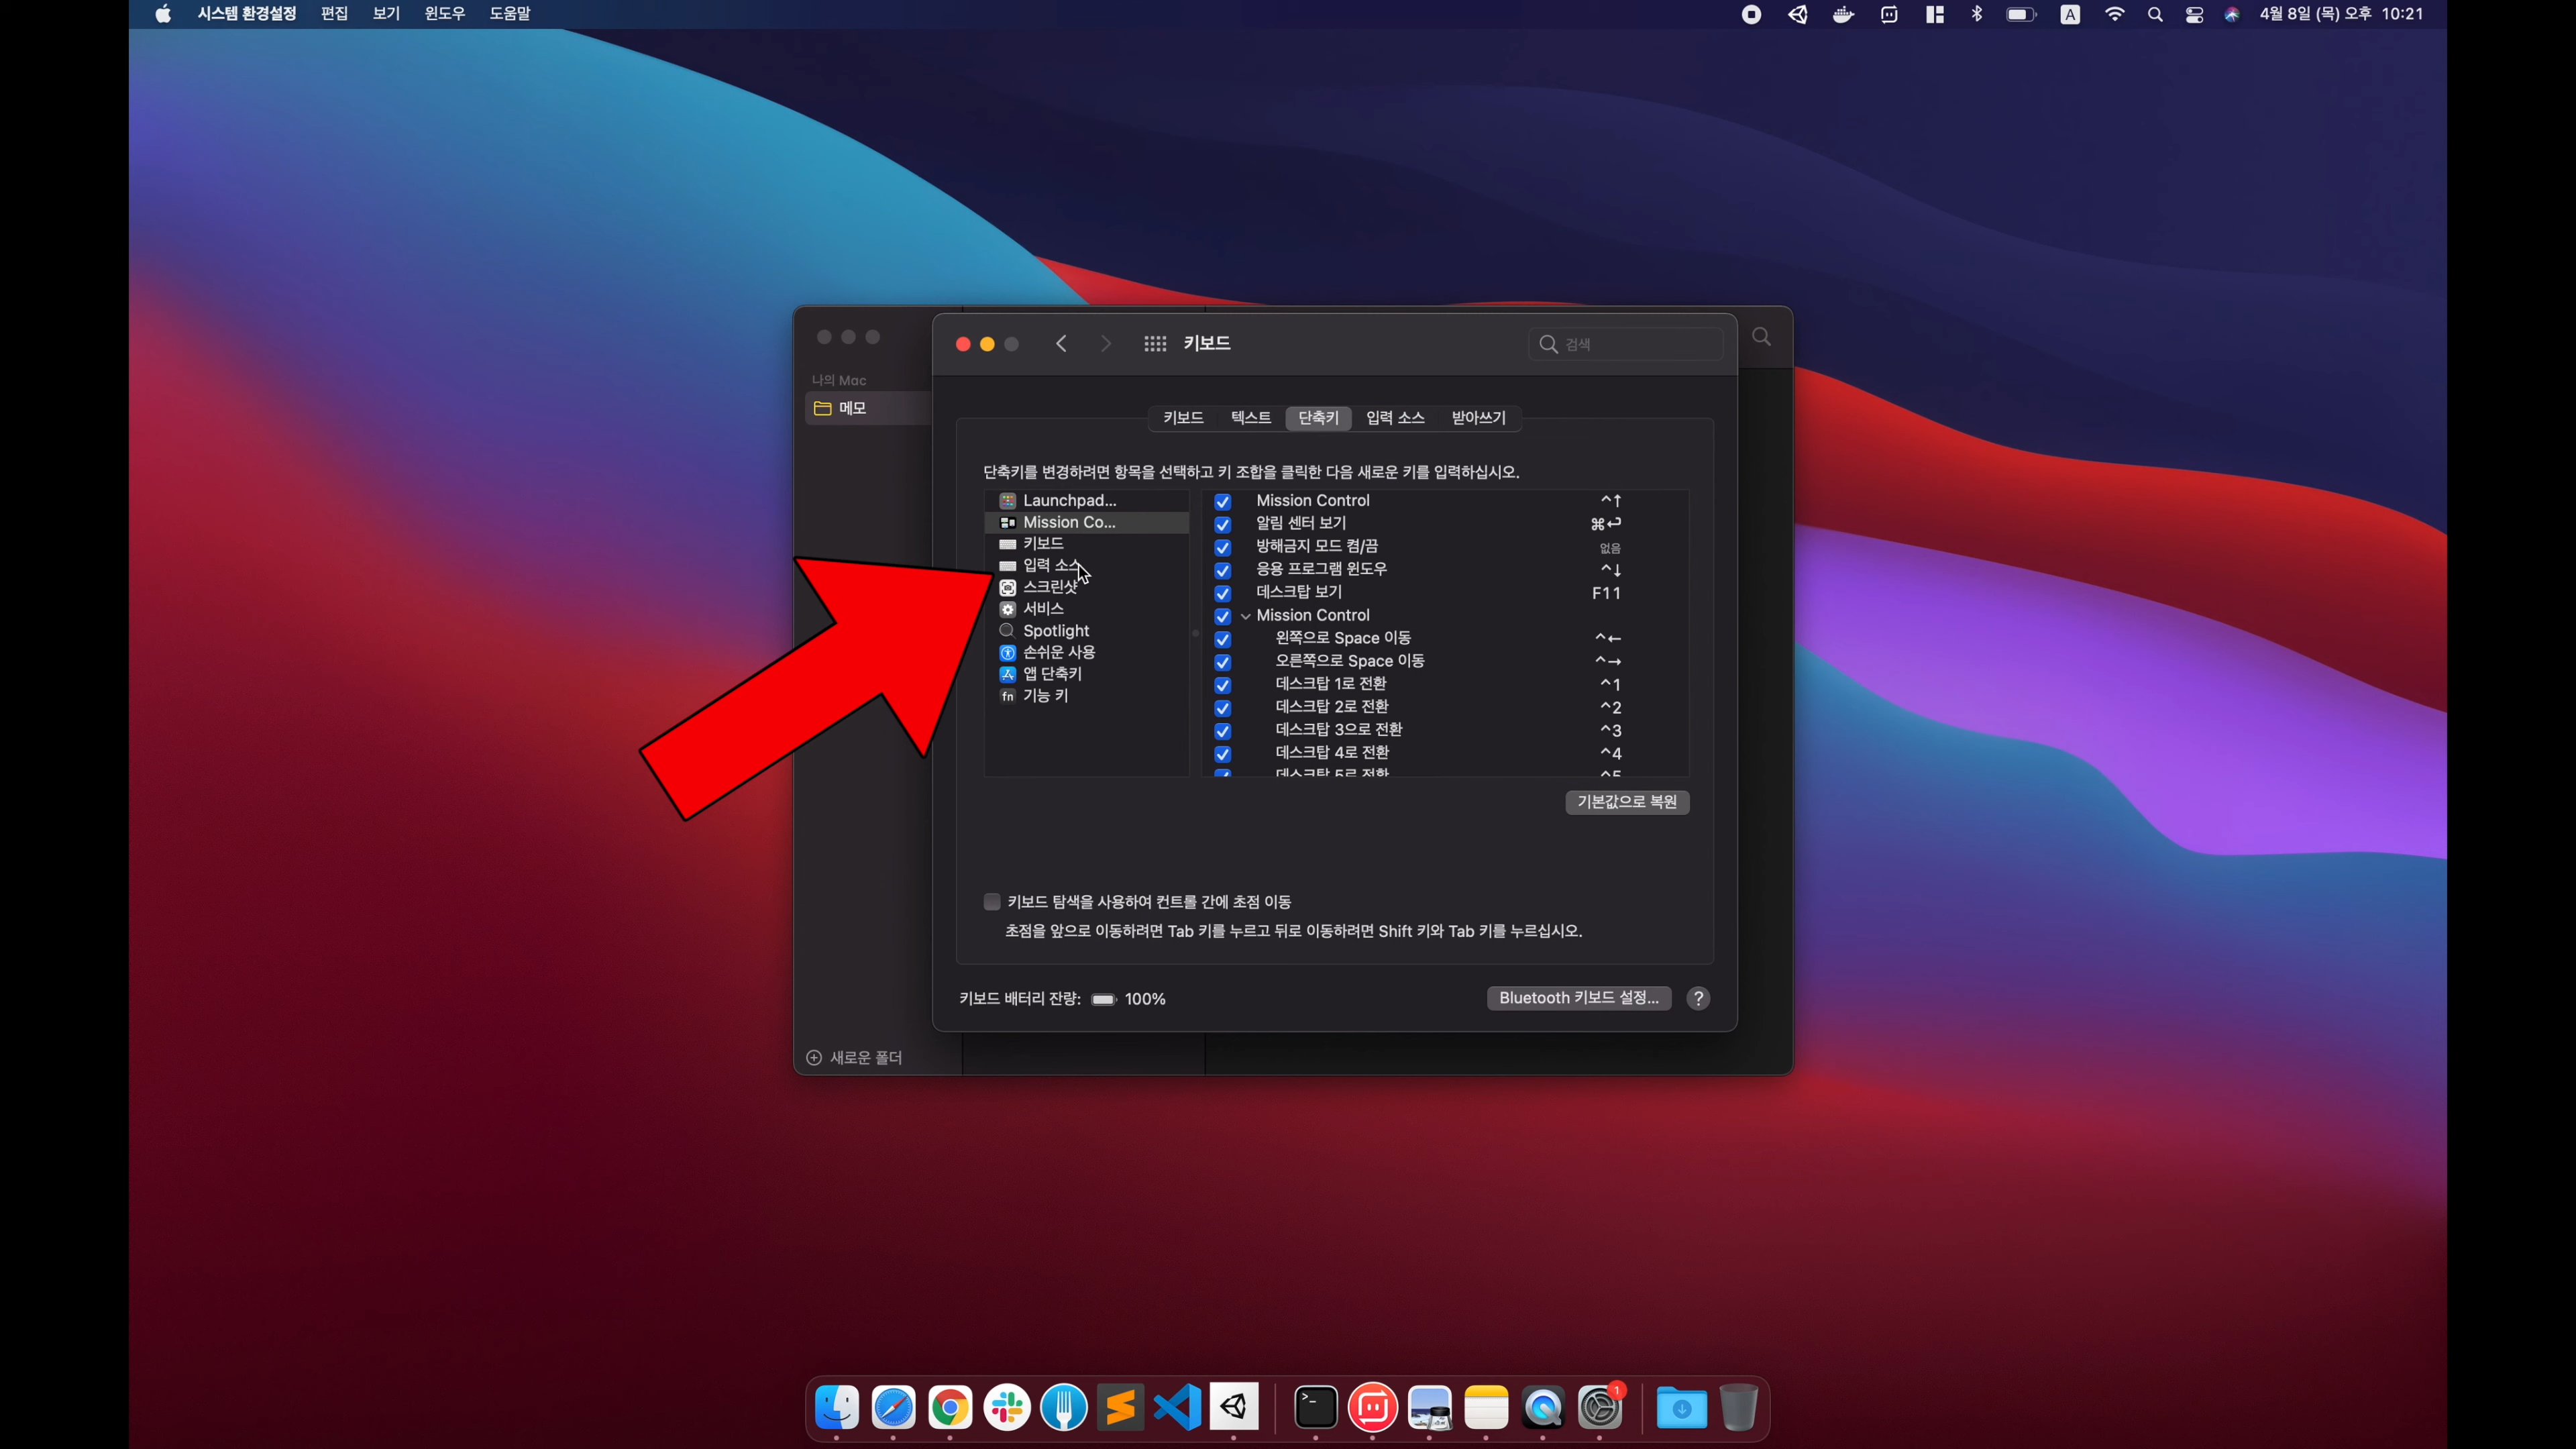 시스템 환경설정 편집 보기 윈도우 도움말
A 4월 8일 (목) 오후 10:21
키보드
검색
나의 Mac
메모
키보드 텍스트 단축키 입력 소스 받아쓰기
단축키를 변경하려면 항목을 선택하고 키 조합을 클릭한 다음 새로운 키를 입력하십시오.
Launchpad...
Mission Co...
키보드
입력 소스
스크린샷
서비스
Spotlight
손쉬운 사용
앱 단축키
fn 기능 키
Mission Control ^↑
알림 센터 보기 ⌘↩
방해금지 모드 켬/끔 없음
응용 프로그램 윈도우 ^↓
데스크탑 보기 F11
Mission Control
왼쪽으로 Space 이동 ^←
오른쪽으로 Space 이동 ^→
데스크탑 1로 전환 ^1
데스크탑 2로 전환 ^2
데스크탑 3으로 전환 ^3
데스크탑 4로 전환 ^4
데스크탑 5로 전환 ^5
기본값으로 복원
키보드 탐색을 사용하여 컨트롤 간에 초점 이동
초점을 앞으로 이동하려면 Tab 키를 누르고 뒤로 이동하려면 Shift 키와 Tab 키를 누르십시오.
키보드 배터리 잔량: 100%
Bluetooth 키보드 설정... ?
새로운 폴더
1